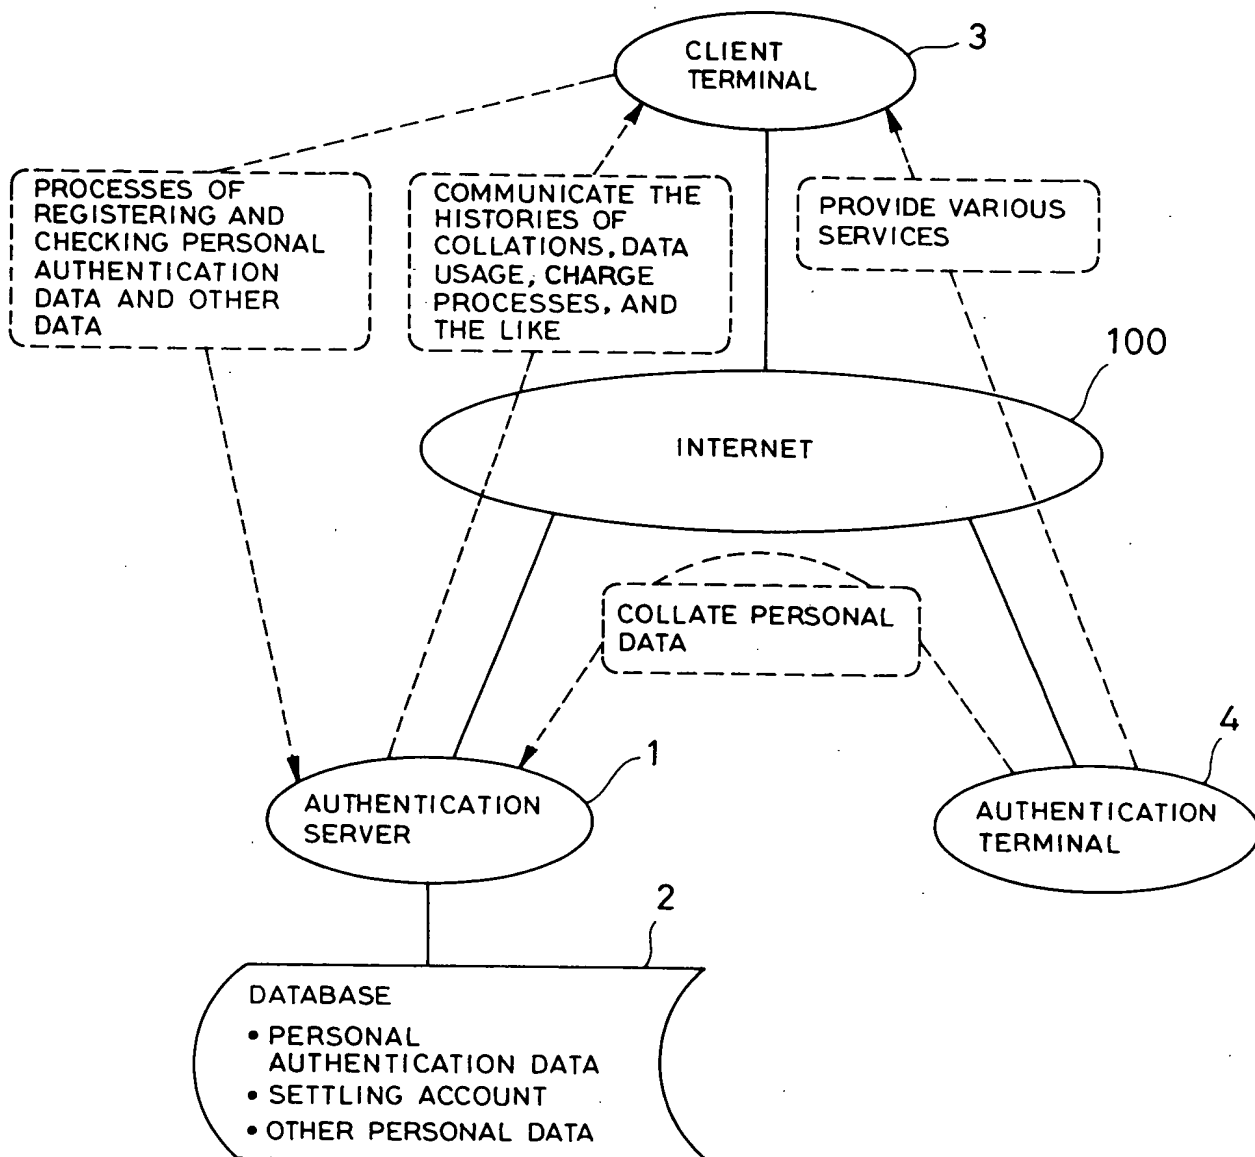 CLIENT
TERMINAL
3
PROCESSES OF
REGISTERING AND
CHECKING PERSONAL
AUTHENTICATION
DATA AND OTHER
DATA
COMMUNICATE THE
HISTORIES OF
COLLATIONS, DATA
USAGE, CHARGE
PROCESSES, AND
THE LIKE
PROVIDE VARIOUS
SERVICES
100
INTERNET
COLLATE PERSONAL
DATA
1
AUTHENTICATION
SERVER
4
AUTHENTICATION
TERMINAL
2
DATABASE
• PERSONAL
AUTHENTICATION DATA
• SETTLING ACCOUNT
• OTHER PERSONAL DATA